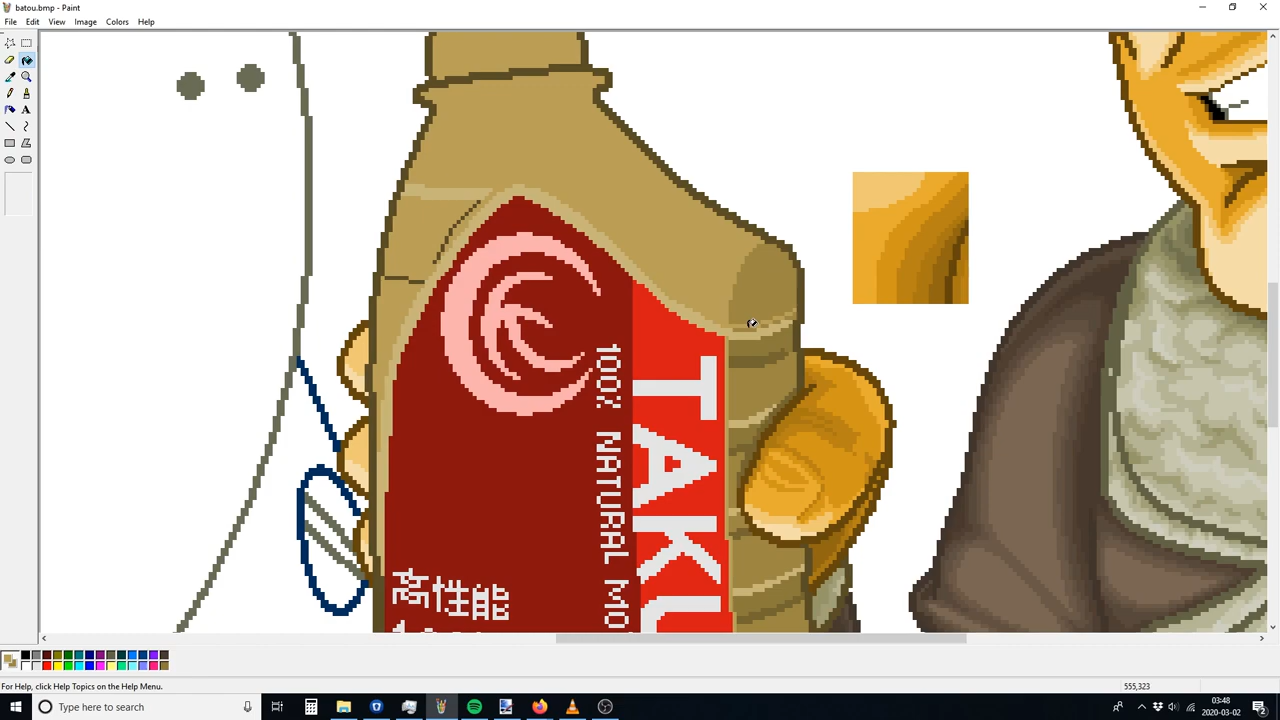 batou.bmp - Paint
File Edit View Image Colors Help
100% NATURAL MO
TAKU
高性能
For Help, click Help Topics on the Help Menu.
555,323
Type here to search
03:48
2020-03-02
2